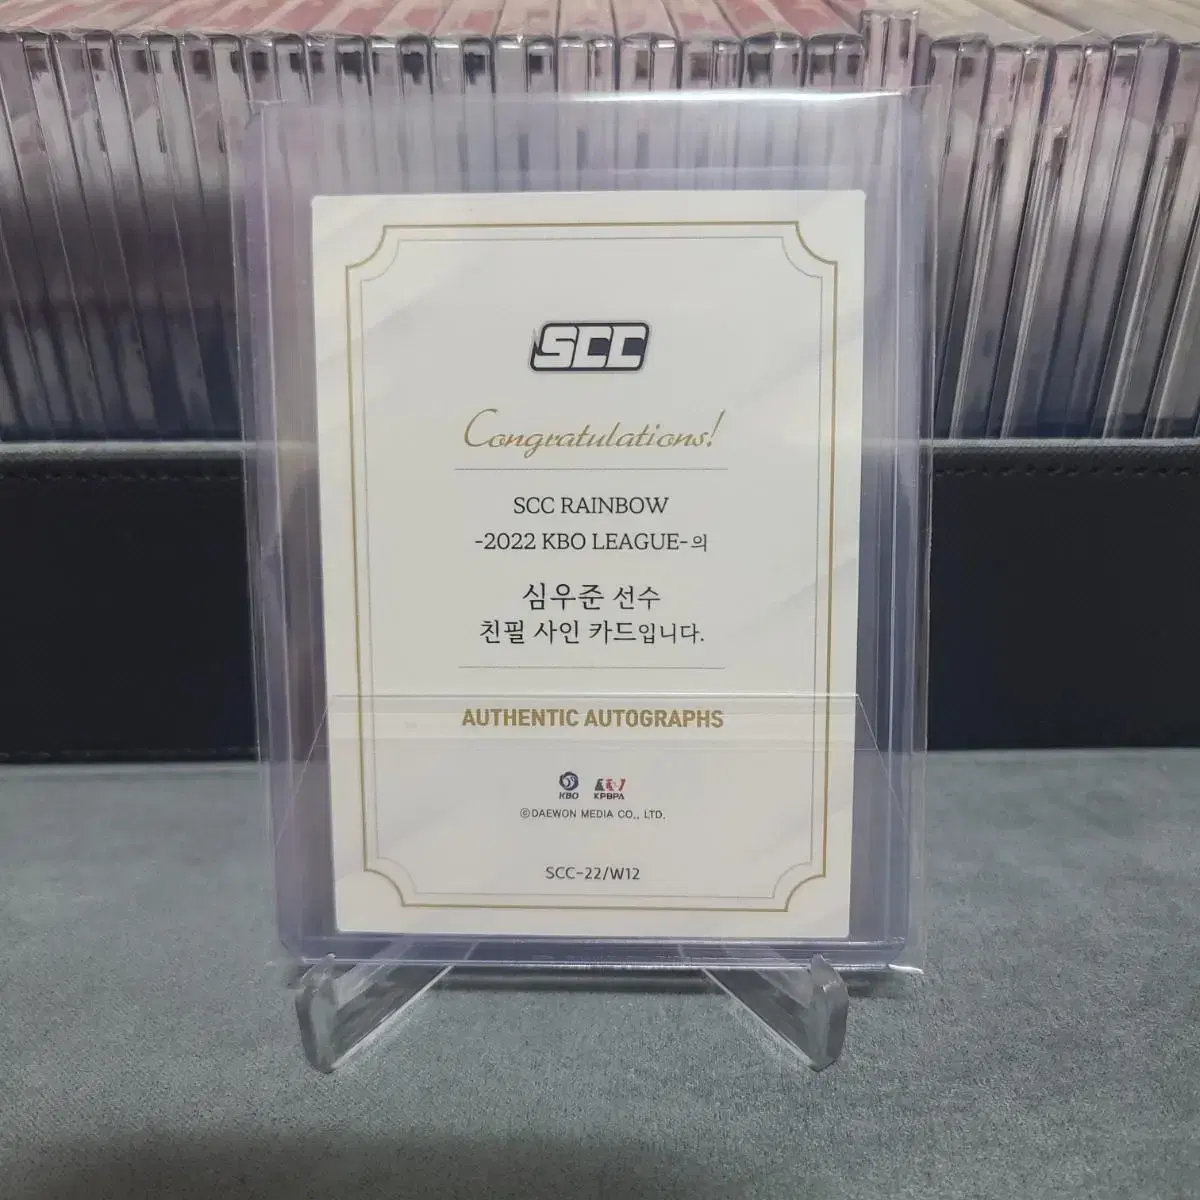 SCC
Congratulations!
SCC RAINBOW
-2022 KBO LEAGUE-의
심우준 선수
친필 사인 카드입니다.
AUTHENTIC AUTOGRAPHS
KBO KPBPA
©DAEWON MEDIA CO., LTD.
SCC-22/W12